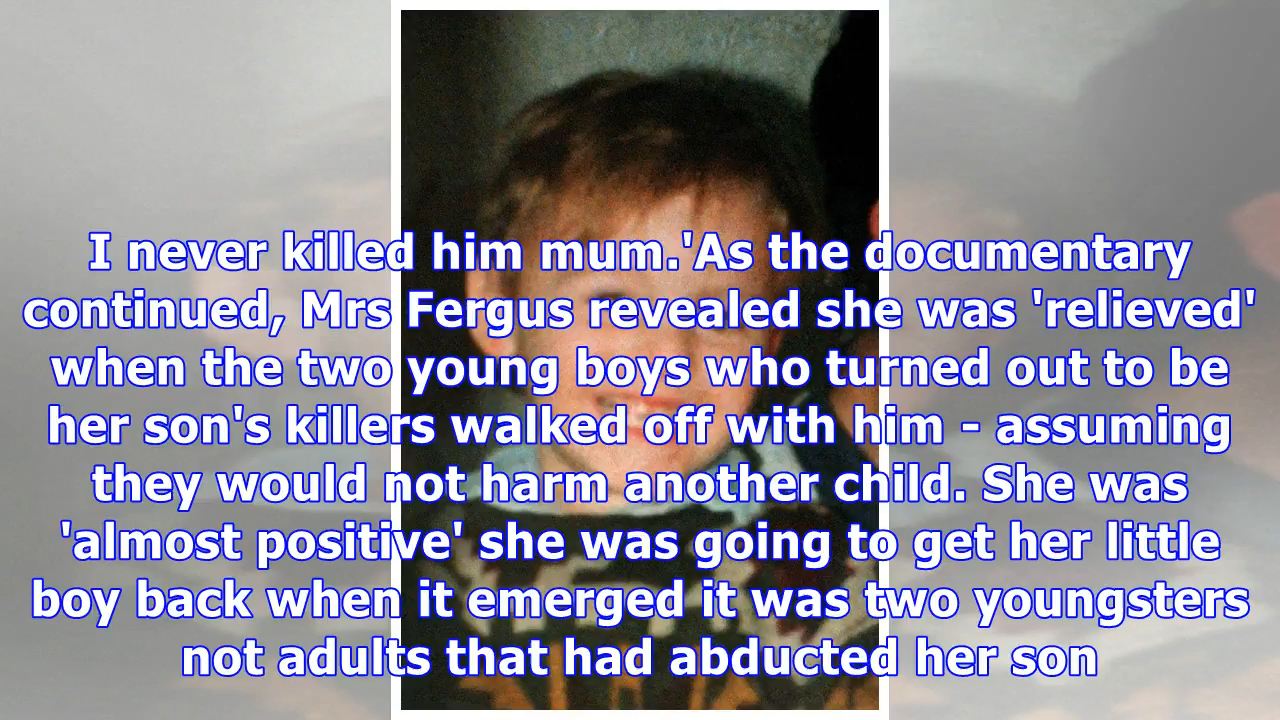 I never killed him mum.'As the documentary
continued, Mrs Fergus revealed she was 'relieved'
when the two young boys who turned out to be
her son's killers walked off with him - assuming
they would not harm another child. She was
'almost positive' she was going to get her little
boy back when it emerged it was two youngsters
not adults that had abducted her son